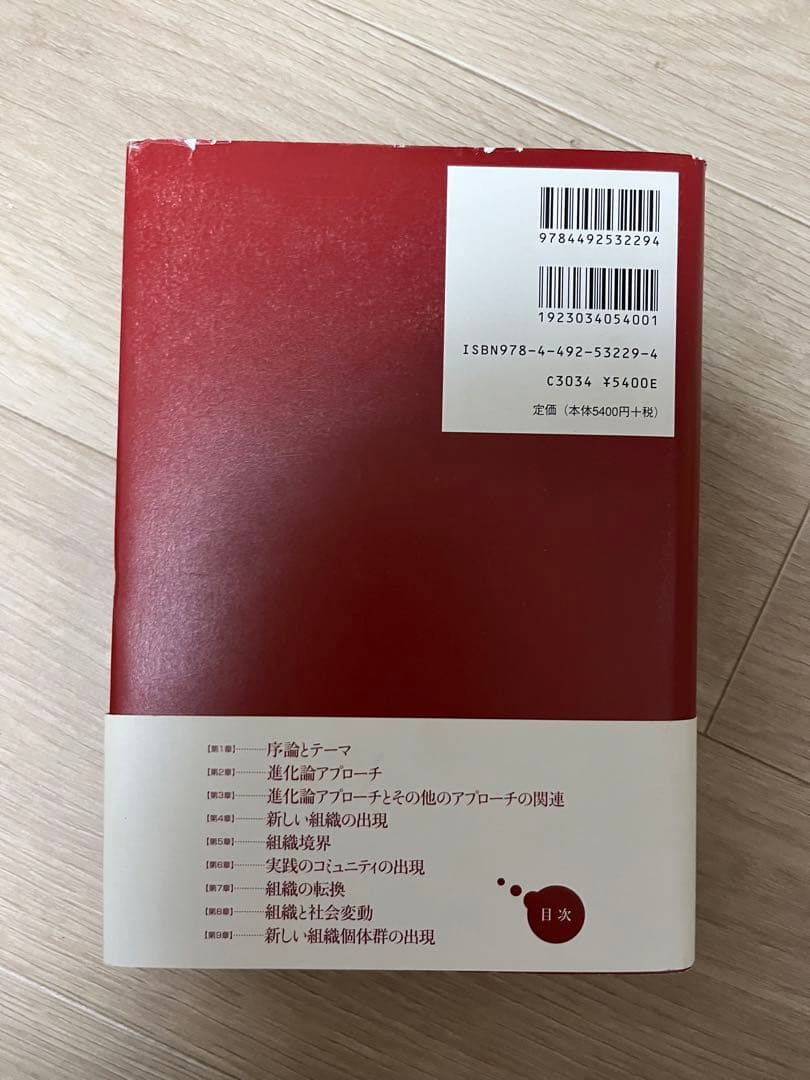 9784492532294
1923034054001
ISBN978-4-492-53229-4
C3034 ¥5400E
定価（本体5400円＋税）
【第1章】…………序論とテーマ
【第2章】…………進化論アプローチ
【第3章】…………進化論アプローチとその他のアプローチの関連
【第4章】…………新しい組織の出現
【第5章】…………組織境界
【第6章】…………実践のコミュニティの出現
【第7章】…………組織の転換
【第8章】…………組織と社会変動
【第9章】…………新しい組織個体群の出現
目次